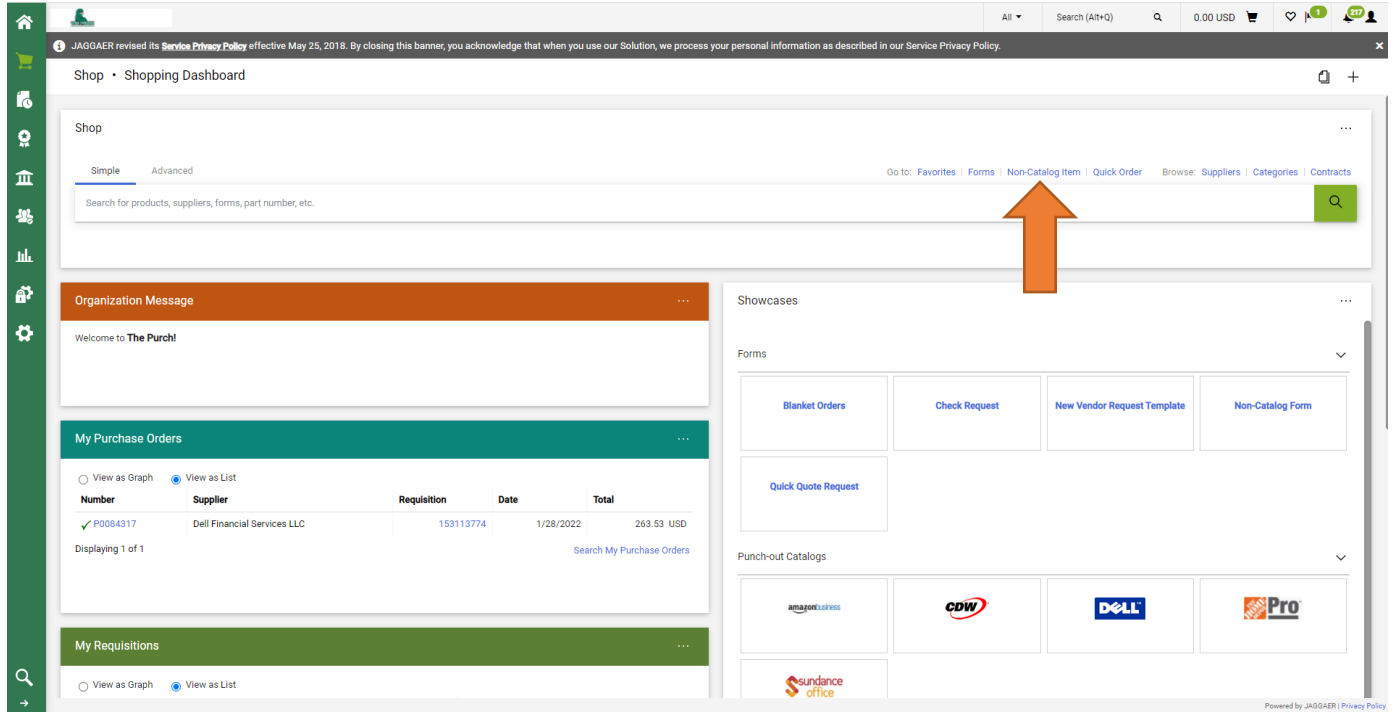 All Search (Alt+Q) 0.00 USD 1 217
JAGGAER revised its Service Privacy Policy effective May 25, 2018. By closing this banner, you acknowledge that when you use our Solution, we process your personal information as described in our Service Privacy Policy. ×
Shop • Shopping Dashboard
Shop
Simple Advanced Go to: Favorites | Forms | Non-Catalog Item | Quick Order Browse: Suppliers | Categories | Contracts
Search for products, suppliers, forms, part number, etc.
Organization Message
Welcome to The Purch!
My Purchase Orders
View as Graph View as List
Number Supplier Requisition Date Total
P0084317 Dell Financial Services LLC 153113774 1/28/2022 263.53 USD
Displaying 1 of 1 Search My Purchase Orders
My Requisitions
View as Graph View as List
Showcases
Forms
Blanket Orders Check Request New Vendor Request Template Non-Catalog Form
Quick Quote Request
Punch-out Catalogs
amazonbusiness CDW DELL Pro
sundance
office
Powered by JAGGAER | Privacy Policy